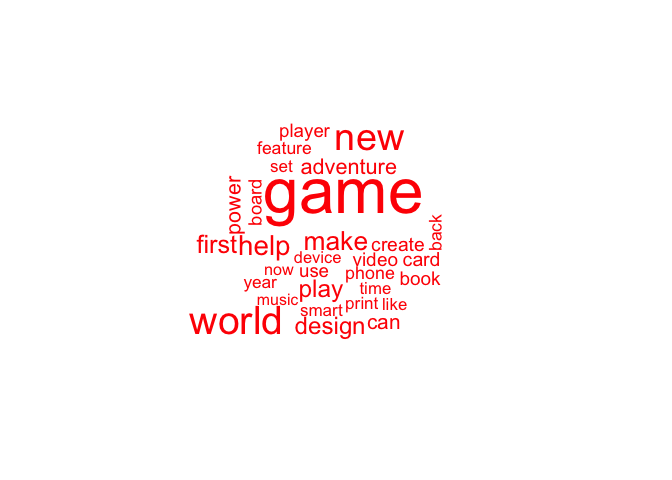 player new
feature
set adventure
game
power
board
back
first help make create
device video card
now use phone book
year play time
music smart print like
world design can